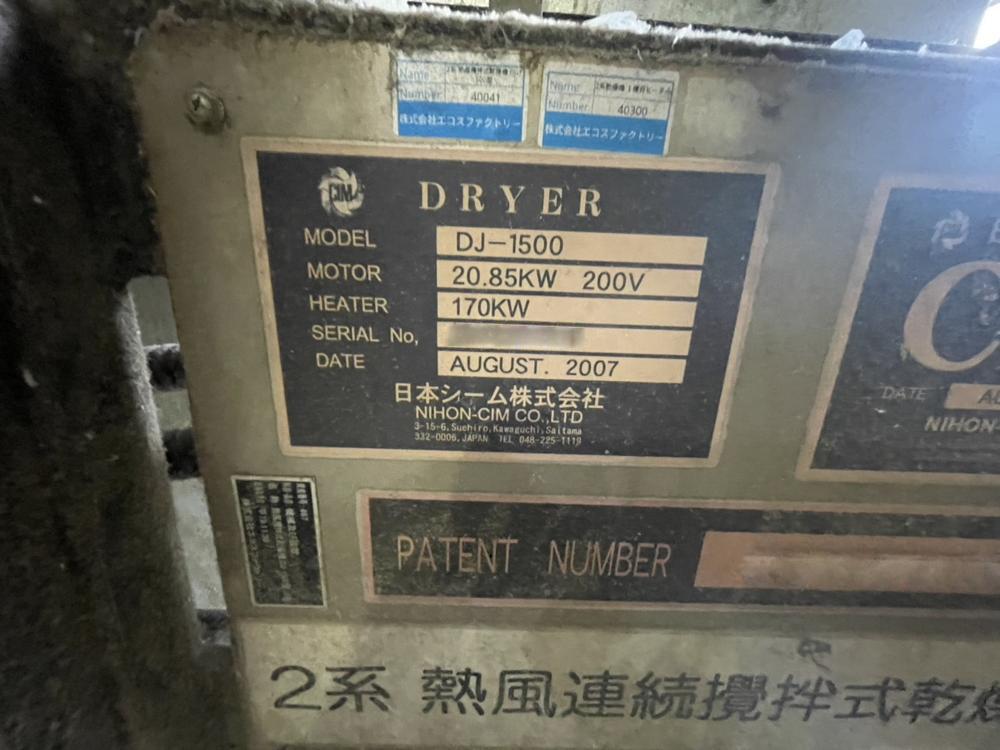 Name
Number 40041
株式会社エコスファクトリー
Name
Number 40300
株式会社エコスファクトリー
CIM
DRYER
MODEL DJ-1500
MOTOR 20.85KW 200V
HEATER 170KW
SERIAL No,
DATE AUGUST. 2007
日本シーム株式会社
NIHON-CIM CO.,LTD
3-15-6, Suehiro, Kawaguchi, Saitama
332-0006, JAPAN TEL 048-225-1119
C
DATE
NIHON-
PATENT NUMBER
2系 熱風連続攪拌式乾燥